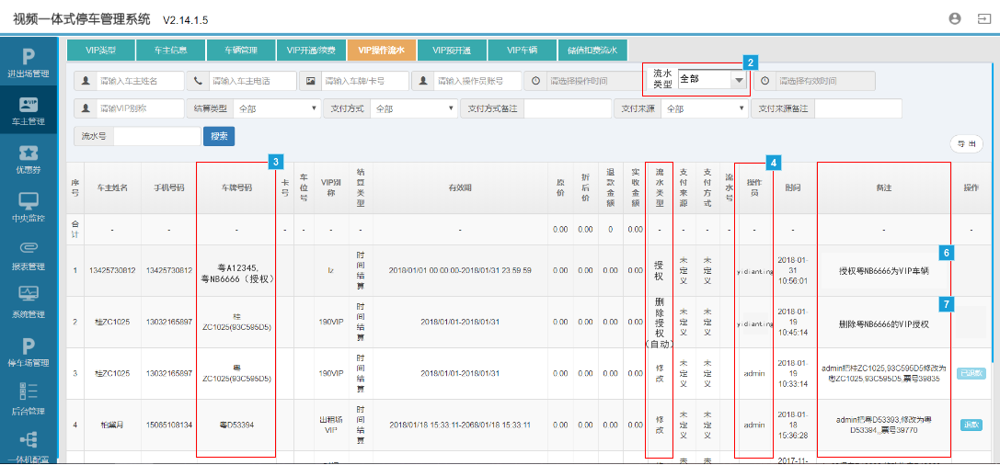 视频一体式停车管理系统 V2.14.1.5
VIP类型 车主信息 车辆管理 VIP开通/续费 VIP操作流水 VIP预开通 VIP车辆 储值扣费流水
进出场管理
车主管理
优惠券
中央监控
报表管理
系统管理
停车场管理
后台管理
一体机配置
2
请输入车主姓名 请输入车主电话 请输入车牌/卡号 请输入操作员账号 请选择操作时间 流水类型 全部 请选择有效时间
请输VIP别称 结算类型 全部 支付方式 全部 支付方式备注 支付来源 全部 支付来源备注
流水号 搜索
导 出
3 4
序号 车主姓名 手机号码 车牌号码 卡号 车位号 VIP别称 结算类型 有效期 原价 折后价 退款金额 实收金额 流水类型 支付来源 支付方式 流水号 操作员 时间 备注 操作
合计 - - - - - - - - 0.00 0.00 0 0.00 - - - - - - -
6
1 13425730812 13425730812 粤A12345,粤NB6666（授权） lz 时间结算 2018/01/01 00:00:00-2018/01/31 23:59:59 0.00 0.00 0.00 0.00 授权 未定义 未定义 yidianting 2018-01-31 10:56:01 授权粤NB6666为VIP车辆
7
2 桂ZC1025 13032165897 桂ZC1025(93C595D5) 190VIP 时间结算 2018/01/01-2018/01/31 0.00 0.00 0.00 0.00 删除授权（自动） 未定义 未定义 yidianting 2018-01-19 10:45:14 删除粤NB6666的VIP授权
3 桂ZC1025 13032165897 粤ZC1025(93C595D5) 190VIP 时间结算 2018/01/01-2018/01/31 0.00 0.00 0.00 0.00 修改 未定义 未定义 admin 2018-01-19 10:33:14 admin把桂ZC1025,93C595D5修改为粤ZC1025,93C595D5,票号39835 已退款
4 柏黛月 15065108134 粤D53394 出租场VIP 时间结算 2018/01/18 15:33:11-2068/01/18 15:33:11 0.00 0.00 0.00 0.00 修改 未定义 未定义 admin 2018-01-18 15:36:28 admin把粤D53393,修改为粤D53394,,票号39770 退款
2017-11-